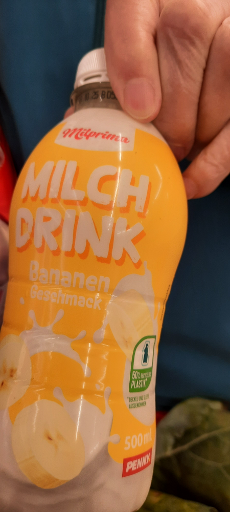 Milprima
MILCH
DRINK
Bananen
Geschmack
500 ml
PENNY.